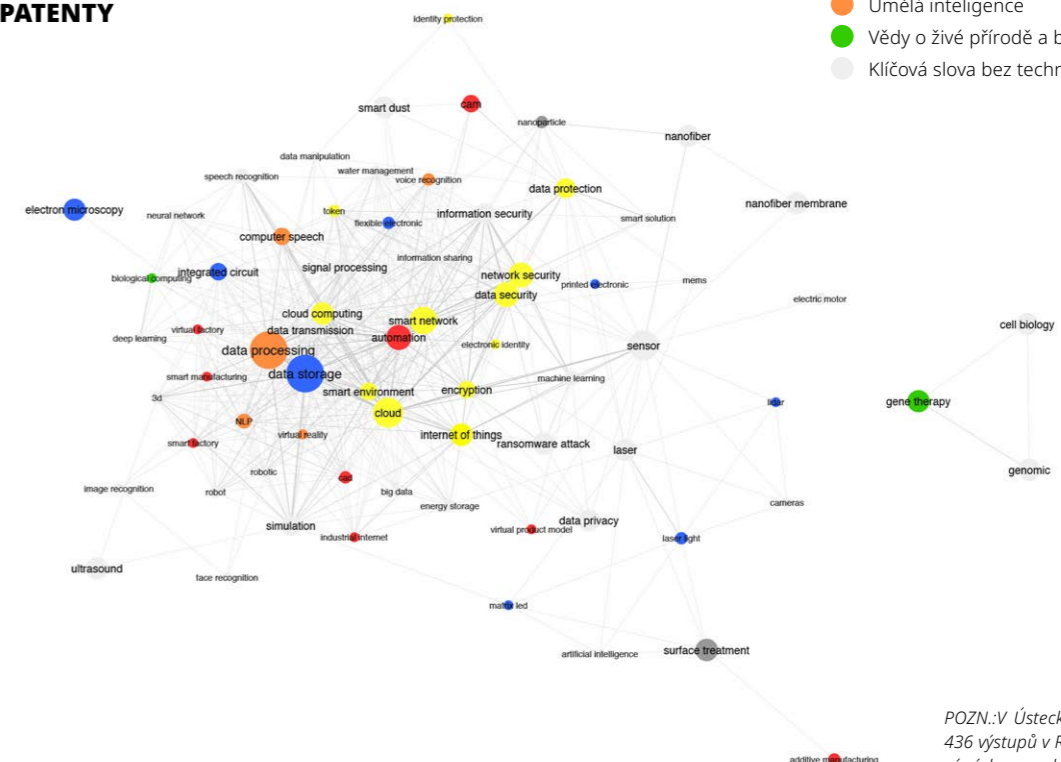 PATENTY
Umělá inteligence
Vědy o živé přírodě a b
Klíčová slova bez techn
identity protection
smart dust
cam
nanoparticle
nanofiber
data manipulation
water management
speech recognition
voice recognition
data protection
nanofiber membrane
electron microscopy
neural network
token
flexible electronic
information security
smart solution
computer speech
information sharing
signal processing
biological computing
integrated circuit
network security
printed electronic
mems
data security
electric motor
cloud computing
smart network
cell biology
virtual factory
data transmission
deep learning
automation
electronic identity
sensor
data processing
data storage
smart manufacturing
machine learning
smart environment
encryption
3d
lidar
gene therapy
cloud
NLP
virtual reality
internet of things
smart factory
ransomware attack
laser
robotic
cad
genomic
image recognition
robot
big data
energy storage
cameras
simulation
data privacy
virtual product model
industrial internet
laser light
ultrasound
face recognition
matrix led
artificial intelligence
surface treatment
POZN.:V Ústeck
436 výstupů v R
additive manufacturing